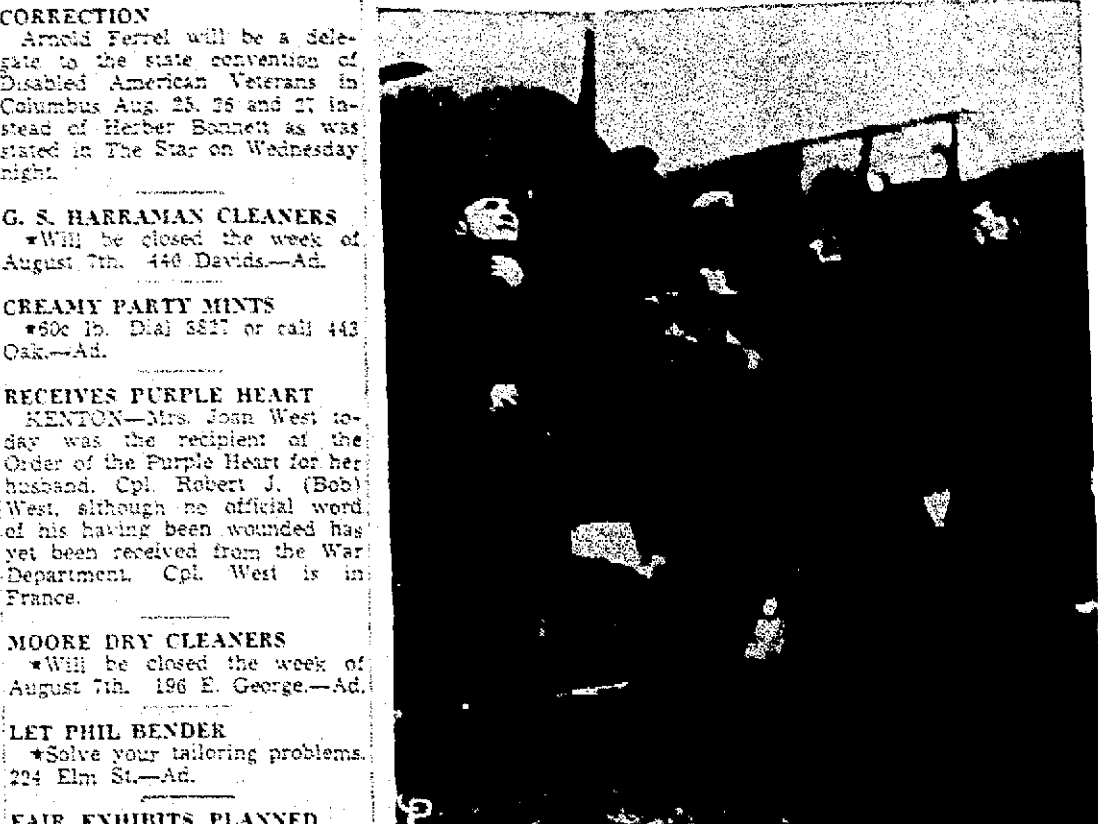 CORRECTION
Arnold Ferrel will be a dele-
gate to the state convention of
Disabled American Veterans in
Columbus Aug. 25, 26 and 27 in-
stead of Herber Bonnett as was
stated in The Star on Wednesday
night.
G. S. HARRAMAN CLEANERS
★Will be closed the week of
August 7th. 440 Davids.—Ad.
CREAMY PARTY MINTS
★60c lb. Dial 3827 or call 443
Oak.—Ad.
RECEIVES PURPLE HEART
KENTON—Mrs. Joan West to-
day was the recipient of the
Order of the Purple Heart for her
husband, Cpl. Robert J. (Bob)
West, although no official word
of his having been wounded has
yet been received from the War
Department. Cpl. West is in
France.
MOORE DRY CLEANERS
★Will be closed the week of
August 7th. 196 E. George.—Ad.
LET PHIL BENDER
★Solve your tailoring problems.
224 Elm St.—Ad.
FAIR EXHIBITS PLANNED